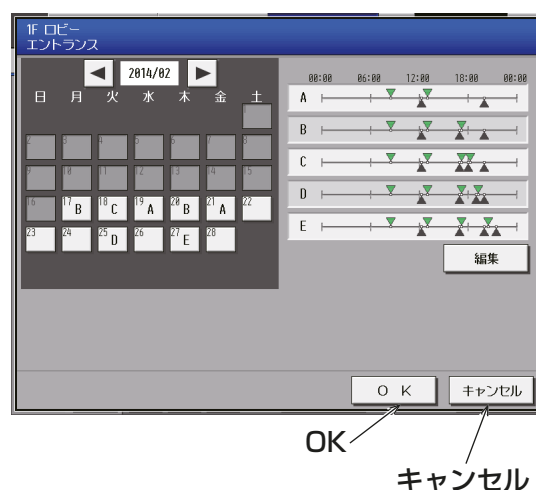 1F ロビー
エントランス
2014/02
日 月 火 水 木 金 土
1
2 3 4 5 6 7 8
9 10 11 12 13 14 15
16 17 B 18 C 19 A 20 B 21 A 22
23 24 25 D 26 27 E 28
00:00 06:00 12:00 18:00 00:00
A
B
C
D
E
編集
OK キャンセル
OK
キャンセル